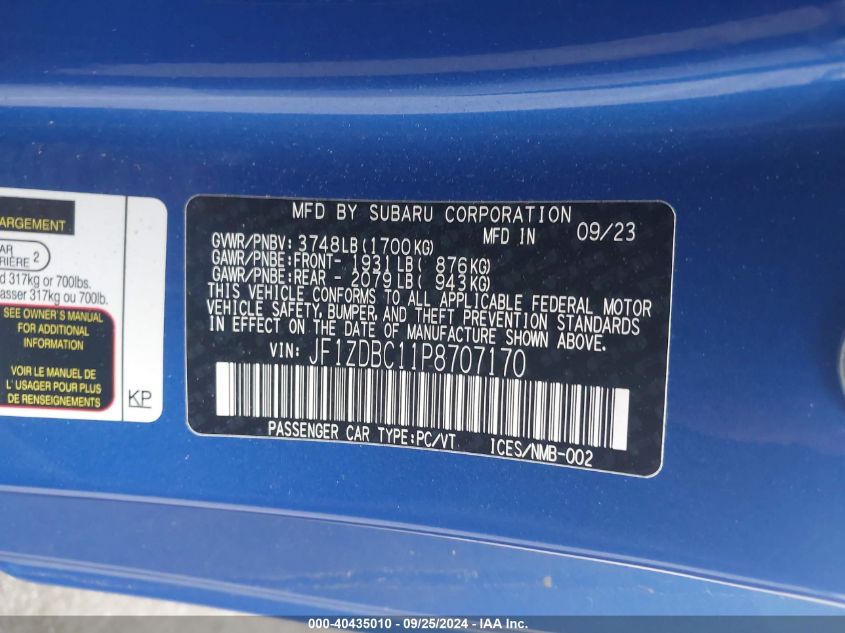 ARGEMENT
AR
RIÈRE 2
d 317kg or 700lbs.
asser 317kg ou 700lb.
SEE OWNER'S MANUAL
FOR ADDITIONAL
INFORMATION
VOIR LE MANUEL DE
L' USAGER POUR PLUS
DE RENSEIGNEMENTS
KP
MFD BY SUBARU CORPORATION
GVWR/PNBV: 3748LB(1700KG) MFD IN 09/23
GAWR/PNBE:FRONT- 1931LB( 876KG)
GAWR/PNBE:REAR - 2079LB( 943KG)
THIS VEHICLE CONFORMS TO ALL APPLICABLE FEDERAL MOTOR
VEHICLE SAFETY, BUMPER, AND THEFT PREVENTION STANDARDS
IN EFFECT ON THE DATE OF MANUFACTURE SHOWN ABOVE.
VIN: JF1ZDBC11P8707170
PASSENGER CAR TYPE:PC/VT ICES/NMB-002
000-40435010 - 09/25/2024 - IAA Inc.